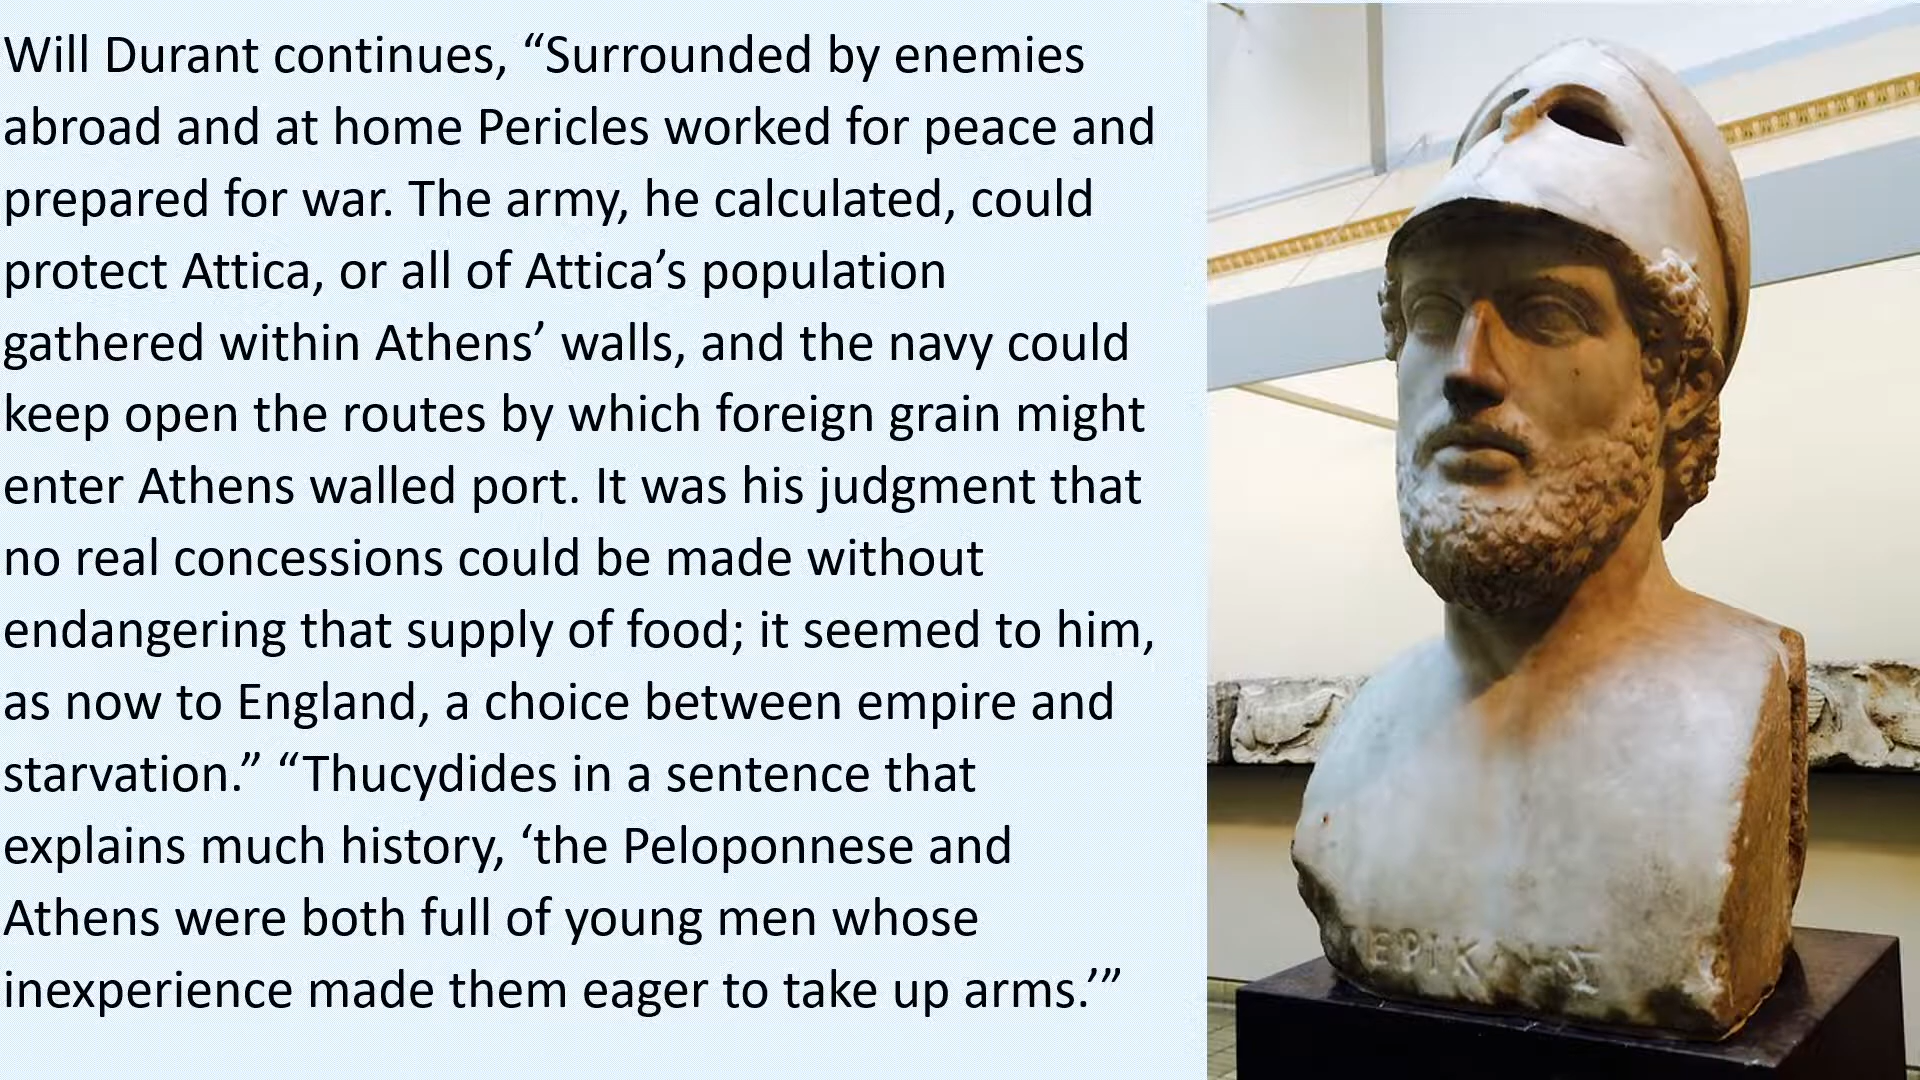 Will Durant continues, “Surrounded by enemies
abroad and at home Pericles worked for peace and
prepared for war. The army, he calculated, could
protect Attica, or all of Attica’s population
gathered within Athens’ walls, and the navy could
keep open the routes by which foreign grain might
enter Athens walled port. It was his judgment that
no real concessions could be made without
endangering that supply of food; it seemed to him,
as now to England, a choice between empire and
starvation.” “Thucydides in a sentence that
explains much history, ‘the Peloponnese and
Athens were both full of young men whose
inexperience made them eager to take up arms.’”